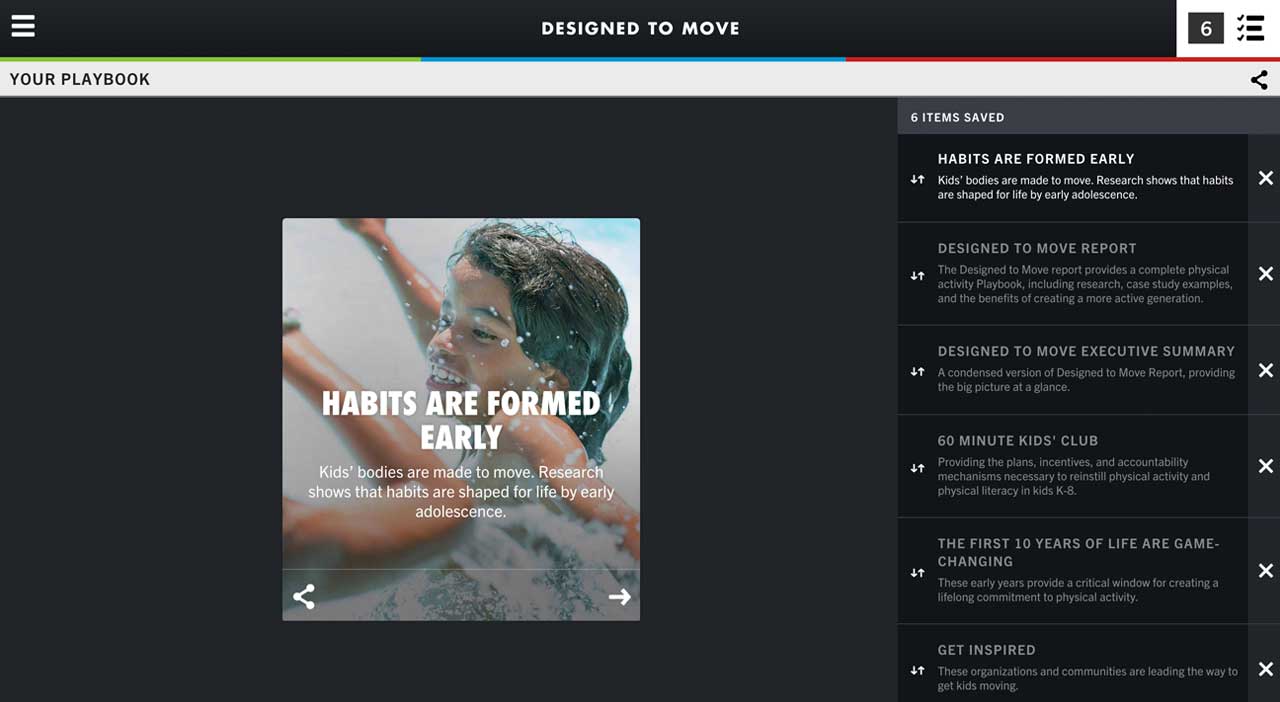 DESIGNED TO MOVE
6
YOUR PLAYBOOK
HABITS ARE FORMED
EARLY
Kids’ bodies are made to move. Research
shows that habits are shaped for life by early
adolescence.
6 ITEMS SAVED
HABITS ARE FORMED EARLY
Kids’ bodies are made to move. Research shows that habits
are shaped for life by early adolescence.
DESIGNED TO MOVE REPORT
The Designed to Move report provides a complete physical
activity Playbook, including research, case study examples,
and the benefits of creating a more active generation.
DESIGNED TO MOVE EXECUTIVE SUMMARY
A condensed version of Designed to Move Report, providing
the big picture at a glance.
60 MINUTE KIDS' CLUB
Providing the plans, incentives, and accountability
mechanisms necessary to reinstill physical activity and
physical literacy in kids K-8.
THE FIRST 10 YEARS OF LIFE ARE GAME-
CHANGING
These early years provide a critical window for creating a
lifelong commitment to physical activity.
GET INSPIRED
These organizations and communities are leading the way to
get kids moving.